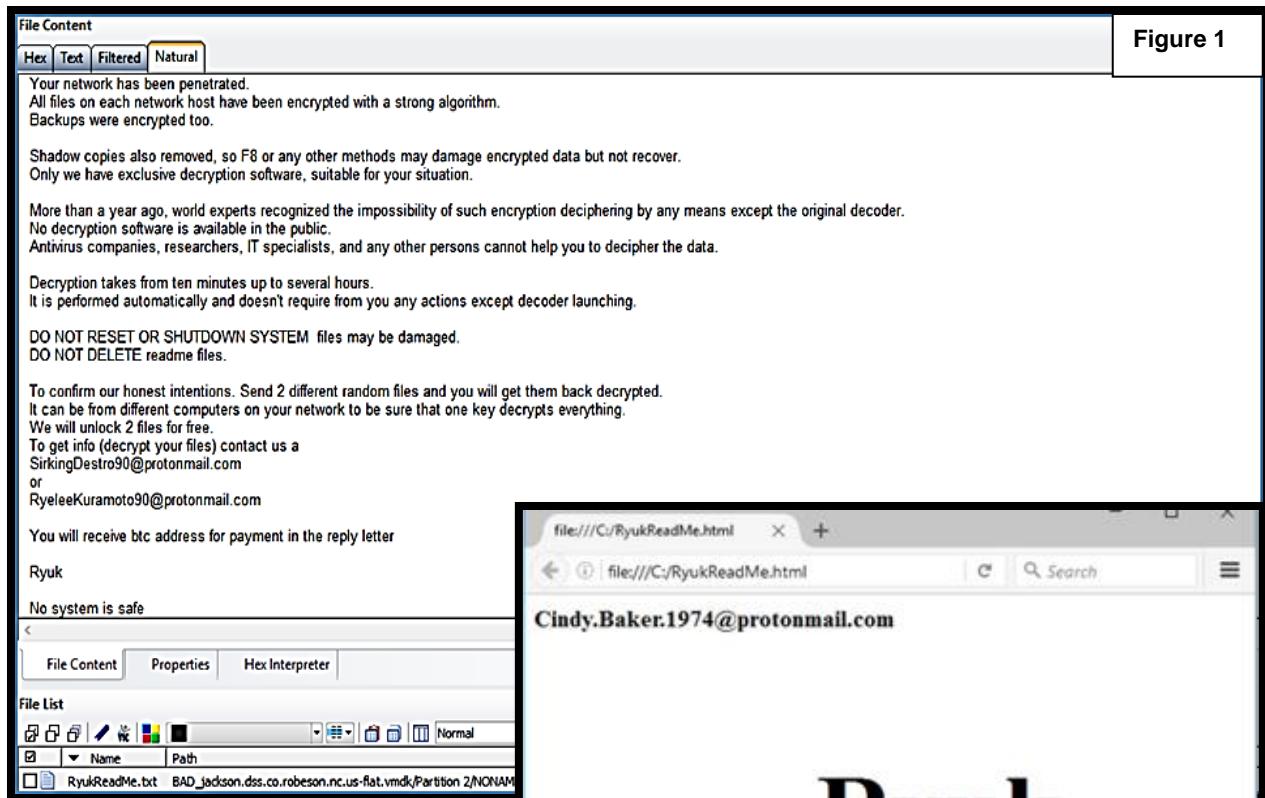 Figure 1
File Content
Hex Text Filtered Natural
Your network has been penetrated.
All files on each network host have been encrypted with a strong algorithm.
Backups were encrypted too.
Shadow copies also removed, so F8 or any other methods may damage encrypted data but not recover.
Only we have exclusive decryption software, suitable for your situation.
More than a year ago, world experts recognized the impossibility of such encryption deciphering by any means except the original decoder.
No decryption software is available in the public.
Antivirus companies, researchers, IT specialists, and any other persons cannot help you to decipher the data.
Decryption takes from ten minutes up to several hours.
It is performed automatically and doesn't require from you any actions except decoder launching.
DO NOT RESET OR SHUTDOWN SYSTEM files may be damaged.
DO NOT DELETE readme files.
To confirm our honest intentions. Send 2 different random files and you will get them back decrypted.
It can be from different computers on your network to be sure that one key decrypts everything.
We will unlock 2 files for free.
To get info (decrypt your files) contact us a
SirkingDestro90@protonmail.com
or
RyeleeKuramoto90@protonmail.com
You will receive btc address for payment in the reply letter
Ryuk
No system is safe
File Content Properties Hex Interpreter
File List
Normal
Name Path
RyukReadMe.txt BAD_jackson.dss.co.robeson.nc.us-flat.vmdk/Partition 2/NONAM
file:///C:/RyukReadMe.html
file:///C:/RyukReadMe.html Search
Cindy.Baker.1974@protonmail.com